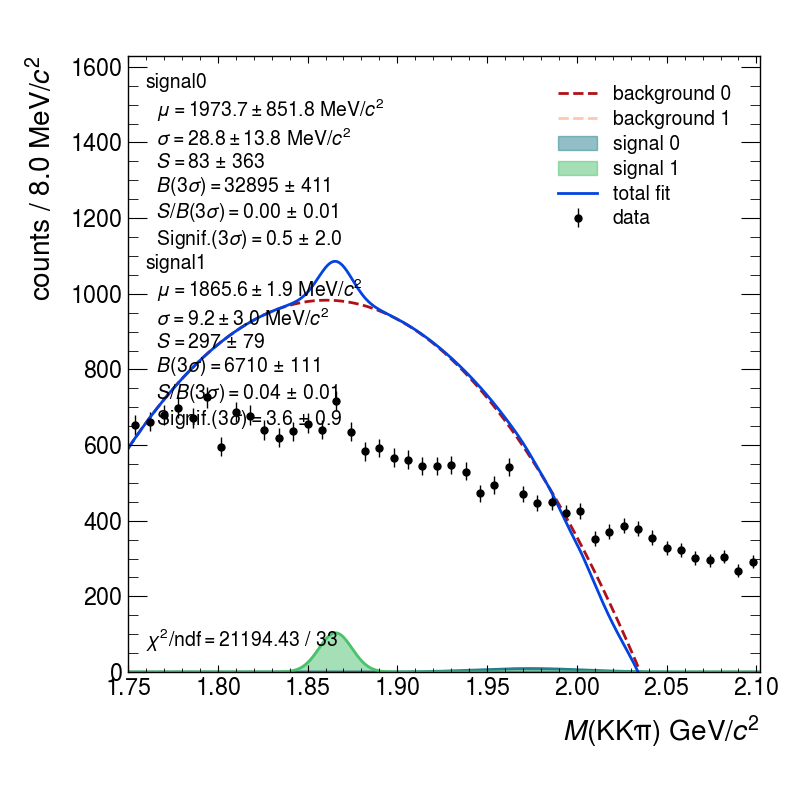 counts / 8.0 MeV/c²
1600
1400
1200
1000
800
600
400
200
0
signal0
μ = 1973.7 ± 851.8 MeV/c²
σ = 28.8 ± 13.8 MeV/c²
S = 83 ± 363
B(3σ) = 32895 ± 411
S/B(3σ) = 0.00 ± 0.01
Signif.(3σ) = 0.5 ± 2.0
signal1
μ = 1865.6 ± 1.9 MeV/c²
σ = 9.2 ± 3.0 MeV/c²
S = 297 ± 79
B(3σ) = 6710 ± 111
S/B(3σ) = 0.04 ± 0.01
Signif.(3σ) = 3.6 ± 0.9
background 0
background 1
signal 0
signal 1
total fit
data
χ²/ndf = 21194.43 / 33
1.75 1.80 1.85 1.90 1.95 2.00 2.05 2.10
M(KKπ) GeV/c²